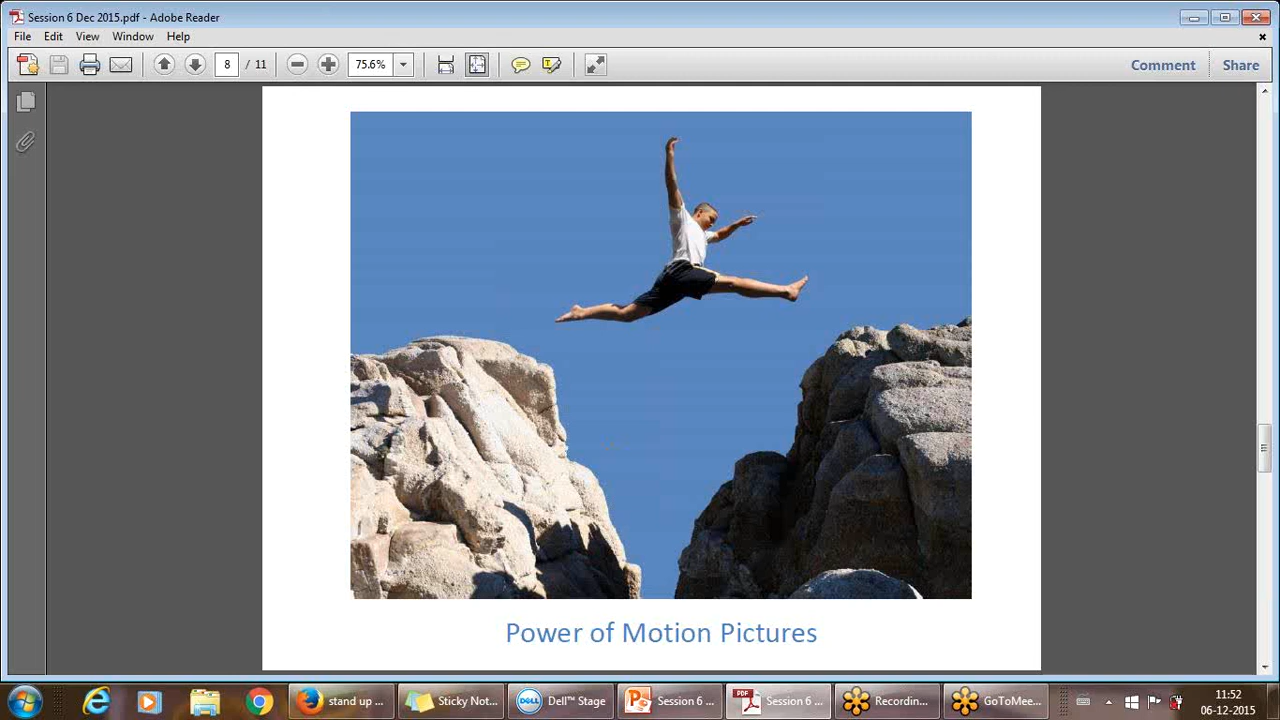 Session 6 Dec 2015.pdf - Adobe Reader
File Edit View Window Help
8 / 11 75.6% Comment Share
Power of Motion Pictures
stand up ... Sticky Not... DELL Dell™ Stage Session 6 ... PDF Session 6 ... Recordin... GoToMee... 11:52
06-12-2015